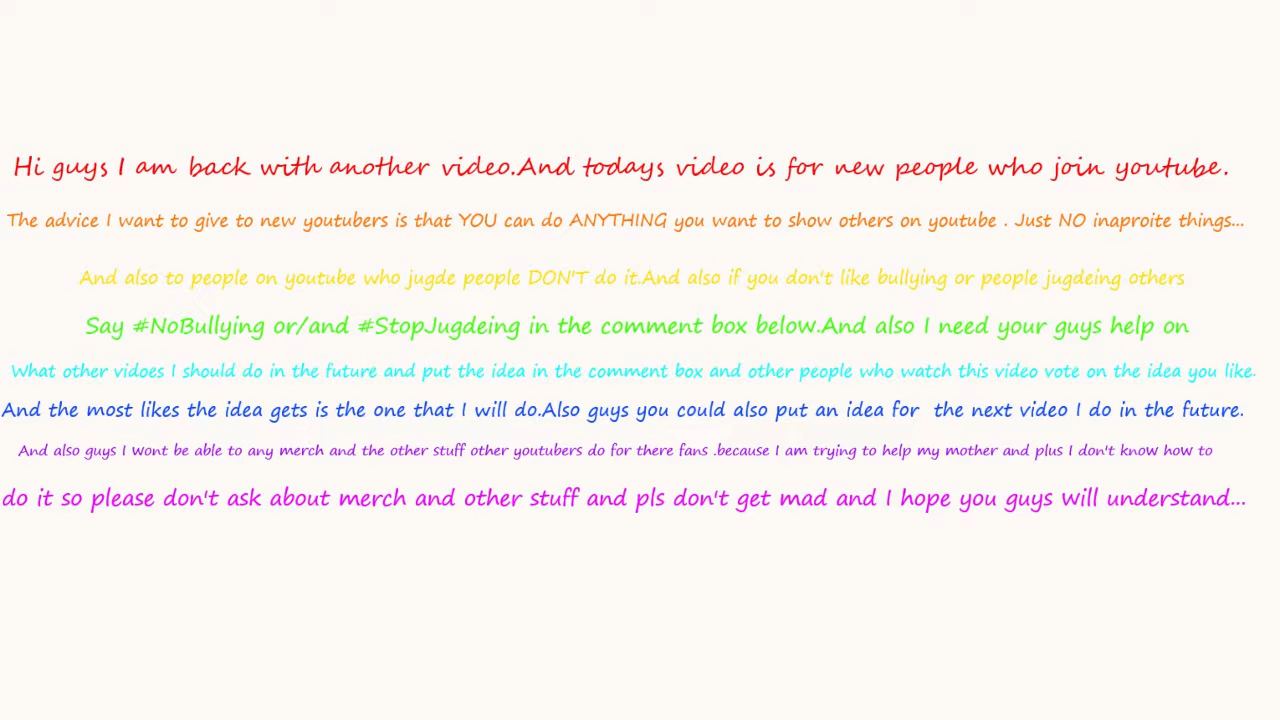 Hi guys I am back with another video.And todays video is for new people who join youtube.
The advice I want to give to new youtubers is that YOU can do ANYTHING you want to show others on youtube . Just NO inaproite things...
And also to people on youtube who jugde people DON'T do it.And also if you don't like bullying or people jugdeing others
Say #NoBullying or/and #StopJugdeing in the comment box below.And also I need your guys help on
What other vidoes I should do in the future and put the idea in the comment box and other people who watch this video vote on the idea you like.
And the most likes the idea gets is the one that I will do.Also guys you could also put an idea for the next video I do in the future.
And also guys I wont be able to any merch and the other stuff other youtubers do for there fans .because I am trying to help my mother and plus I don't know how to
do it so please don't ask about merch and other stuff and pls don't get mad and I hope you guys will understand...